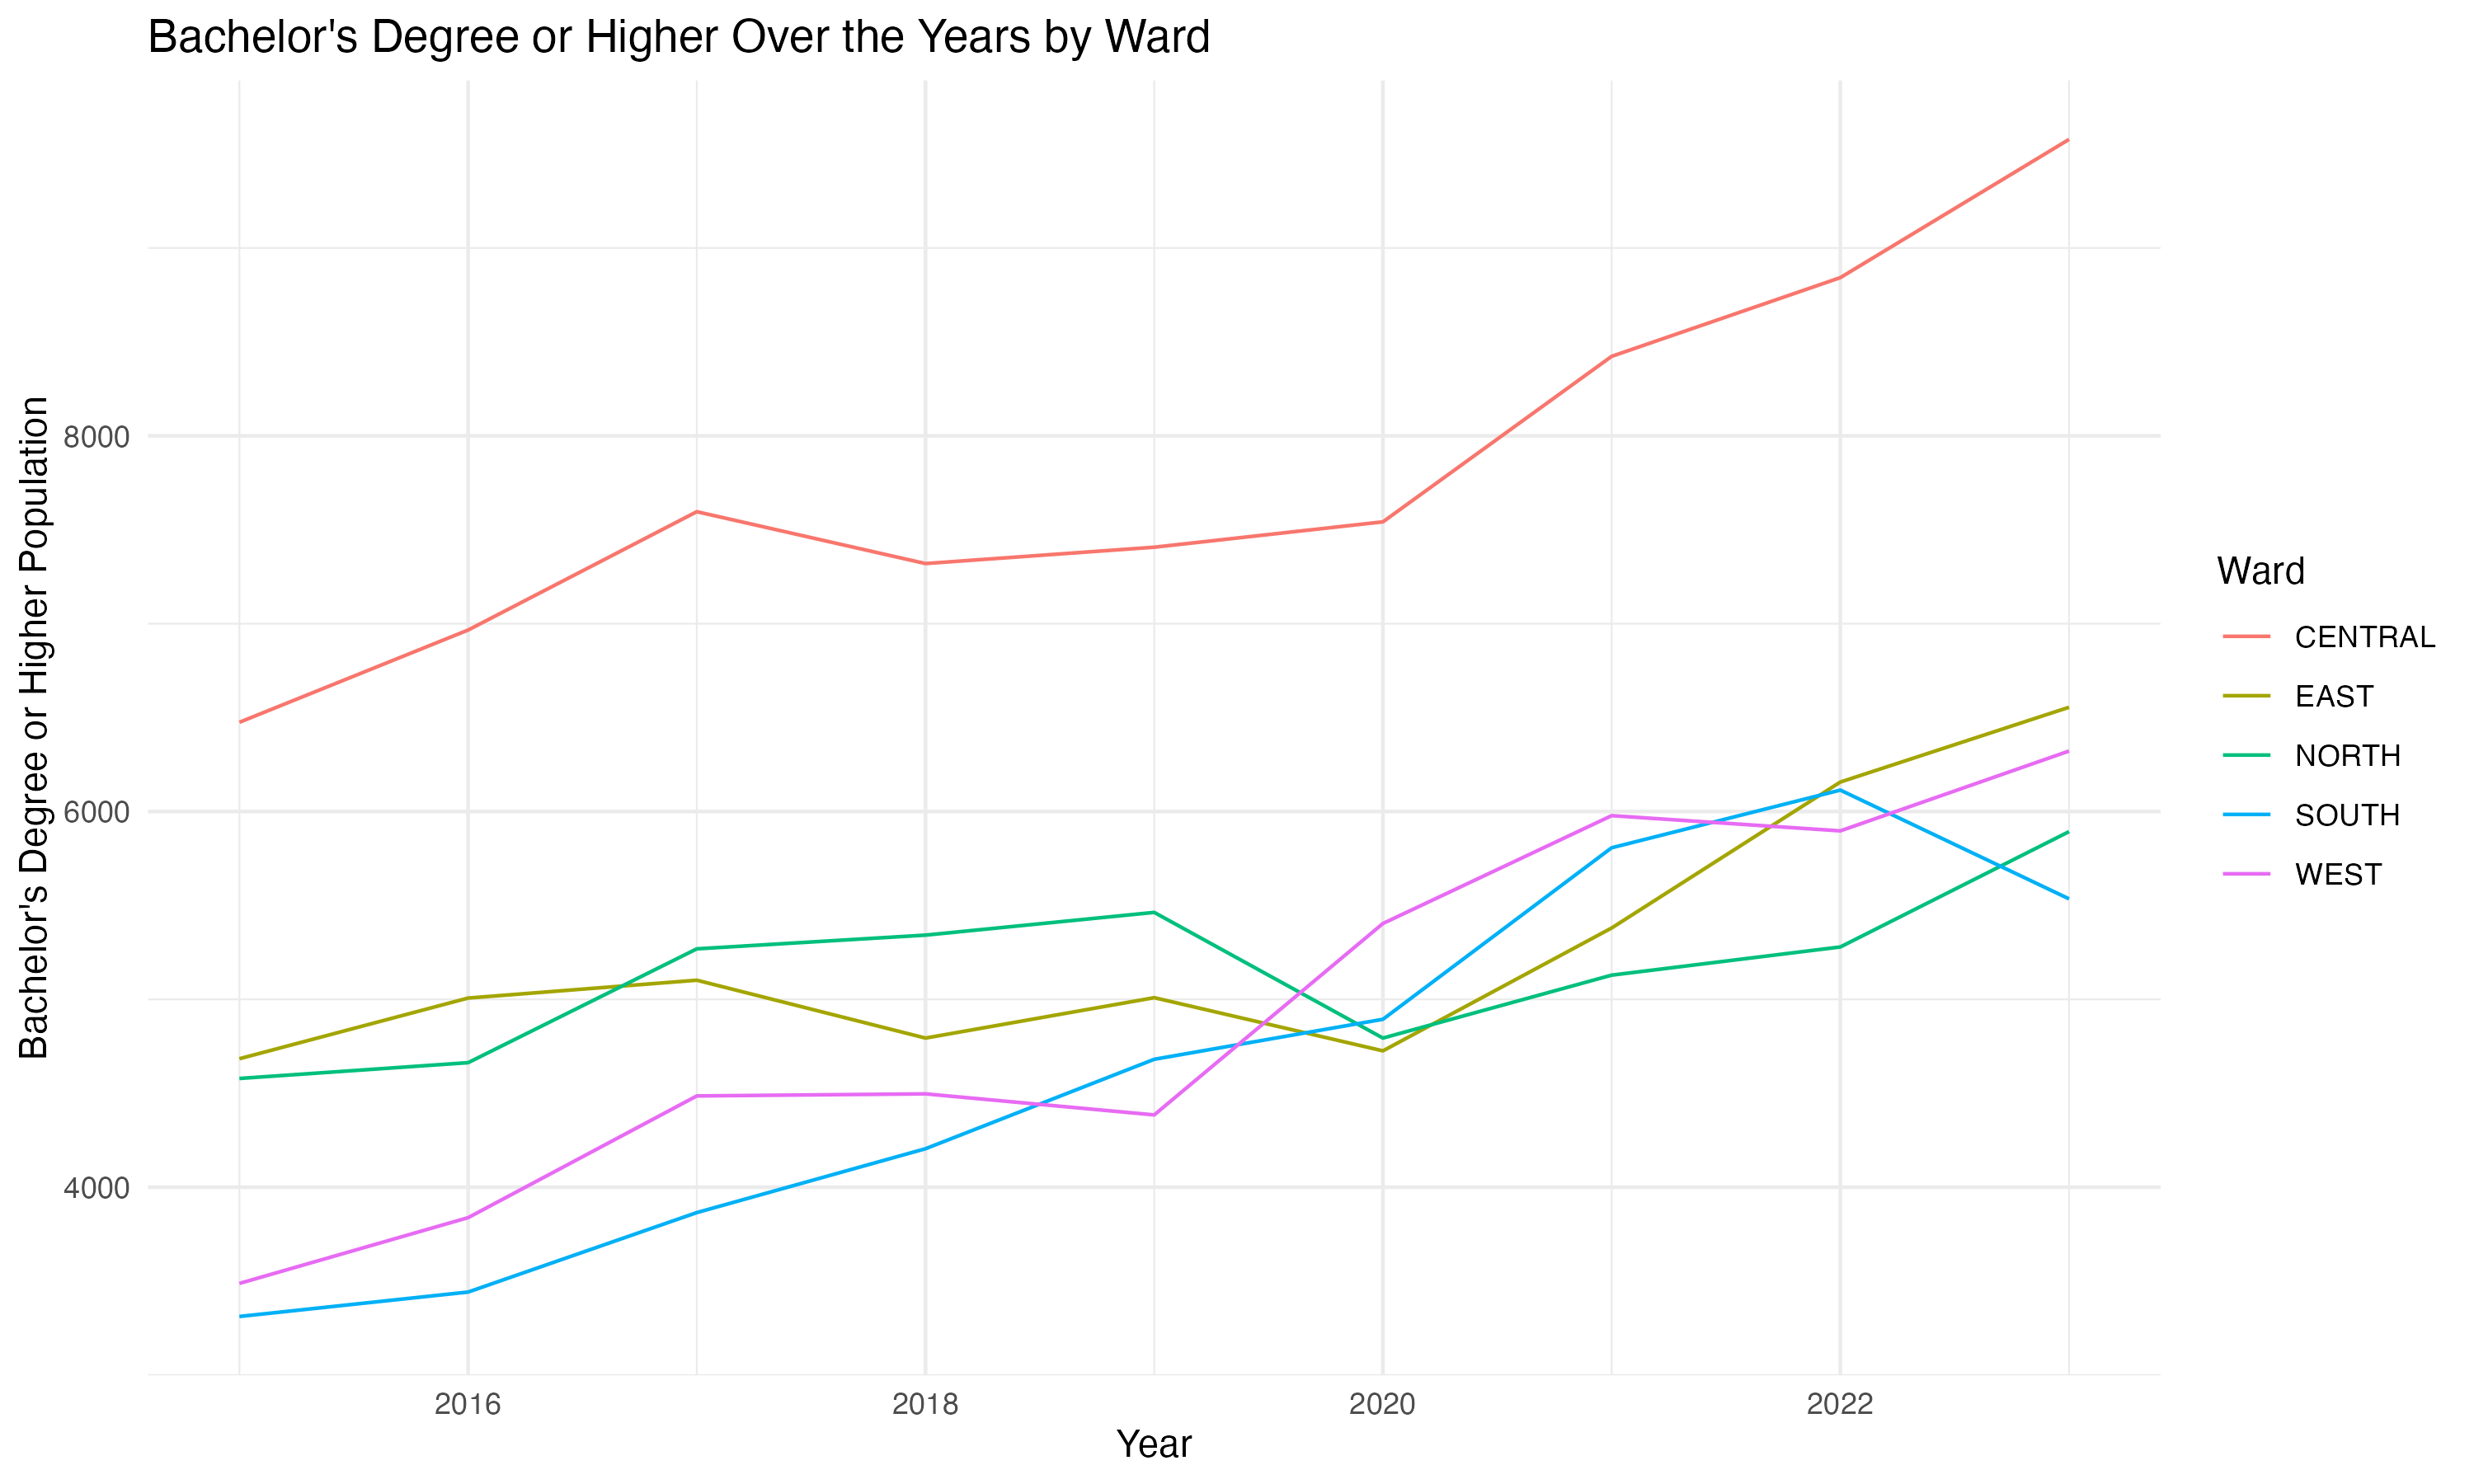 Bachelor's Degree or Higher Over the Years by Ward
Bachelor's Degree or Higher Population
8000
6000
4000
2016
2018
2020
2022
Year
Ward
CENTRAL
EAST
NORTH
SOUTH
WEST